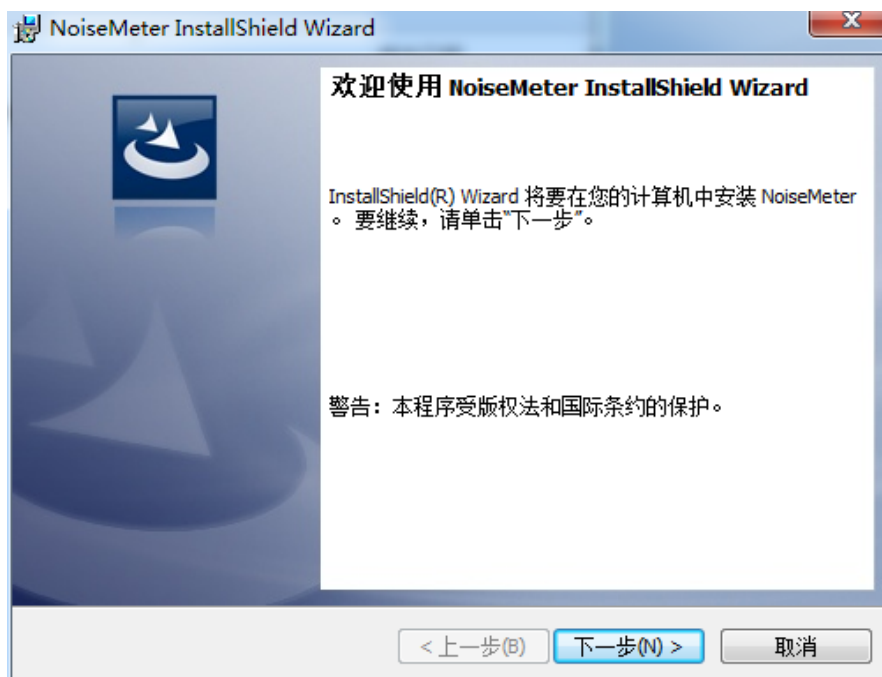 NoiseMeter InstallShield Wizard
欢迎使用 NoiseMeter InstallShield Wizard
InstallShield(R) Wizard 将要在您的计算机中安装 NoiseMeter
。要继续，请单击“下一步”。
警告：本程序受版权法和国际条约的保护。
<上一步(B)
下一步(N) >
取消